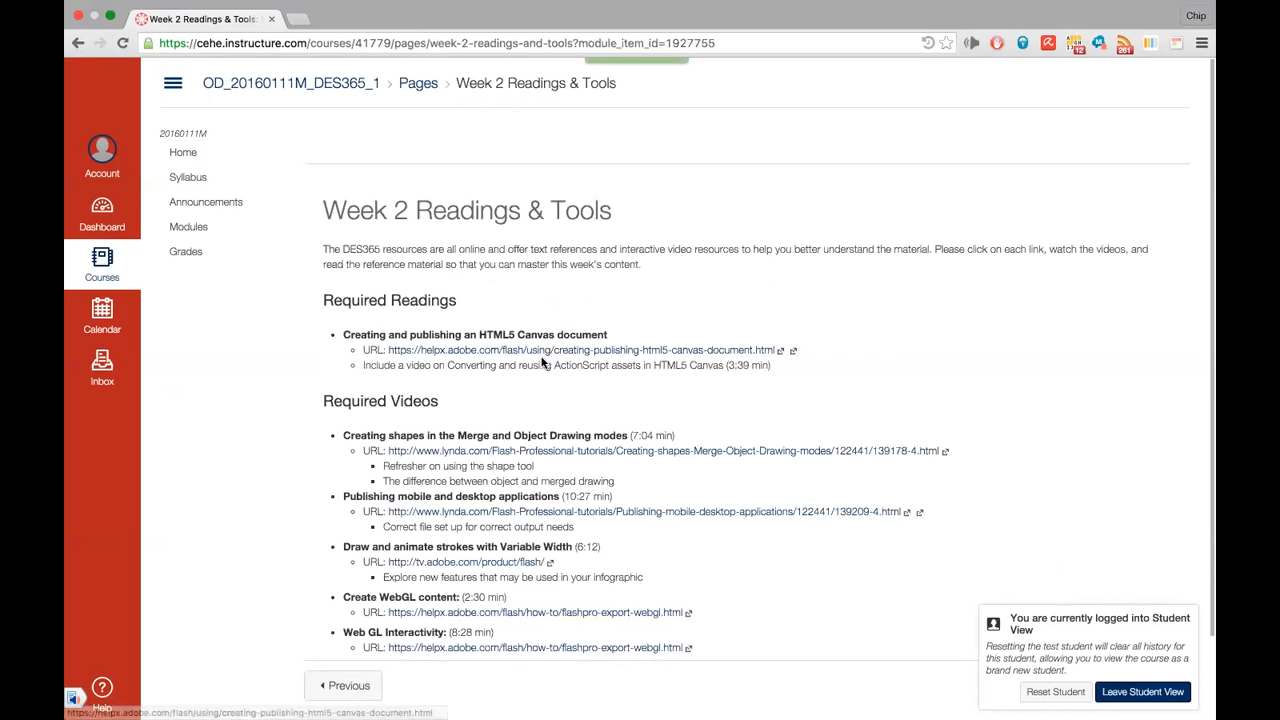 Week 2 Readings & Tools:
Chip
https://cehe.instructure.com/courses/41779/pages/week-2-readings-and-tools?module_item_id=1927755
12
261
OD_20160111M_DES365_1 > Pages > Week 2 Readings & Tools
Account
Dashboard
Courses
Calendar
Inbox
Help
20160111M
Home
Syllabus
Announcements
Modules
Grades
Week 2 Readings & Tools
The DES365 resources are all online and offer text references and interactive video resources to help you better understand the material. Please click on each link, watch the videos, and
read the reference material so that you can master this week's content.
Required Readings
Creating and publishing an HTML5 Canvas document
URL: https://helpx.adobe.com/flash/using/creating-publishing-html5-canvas-document.html
Include a video on Converting and reusing ActionScript assets in HTML5 Canvas (3:39 min)
Required Videos
Creating shapes in the Merge and Object Drawing modes (7:04 min)
URL: http://www.lynda.com/Flash-Professional-tutorials/Creating-shapes-Merge-Object-Drawing-modes/122441/139178-4.html
Refresher on using the shape tool
The difference between object and merged drawing
Publishing mobile and desktop applications (10:27 min)
URL: http://www.lynda.com/Flash-Professional-tutorials/Publishing-mobile-desktop-applications/122441/139209-4.html
Correct file set up for correct output needs
Draw and animate strokes with Variable Width (6:12)
URL: http://tv.adobe.com/product/flash/
Explore new features that may be used in your infographic
Create WebGL content: (2:30 min)
URL: https://helpx.adobe.com/flash/how-to/flashpro-export-webgl.html
Web GL Interactivity: (8:28 min)
URL: https://helpx.adobe.com/flash/how-to/flashpro-export-webgl.html
Previous
You are currently logged into Student
View
Resetting the test student will clear all history for
this student, allowing you to view the course as a
brand new student.
Reset Student
Leave Student View
https://helpx.adobe.com/flash/using/creating-publishing-html5-canvas-document.html